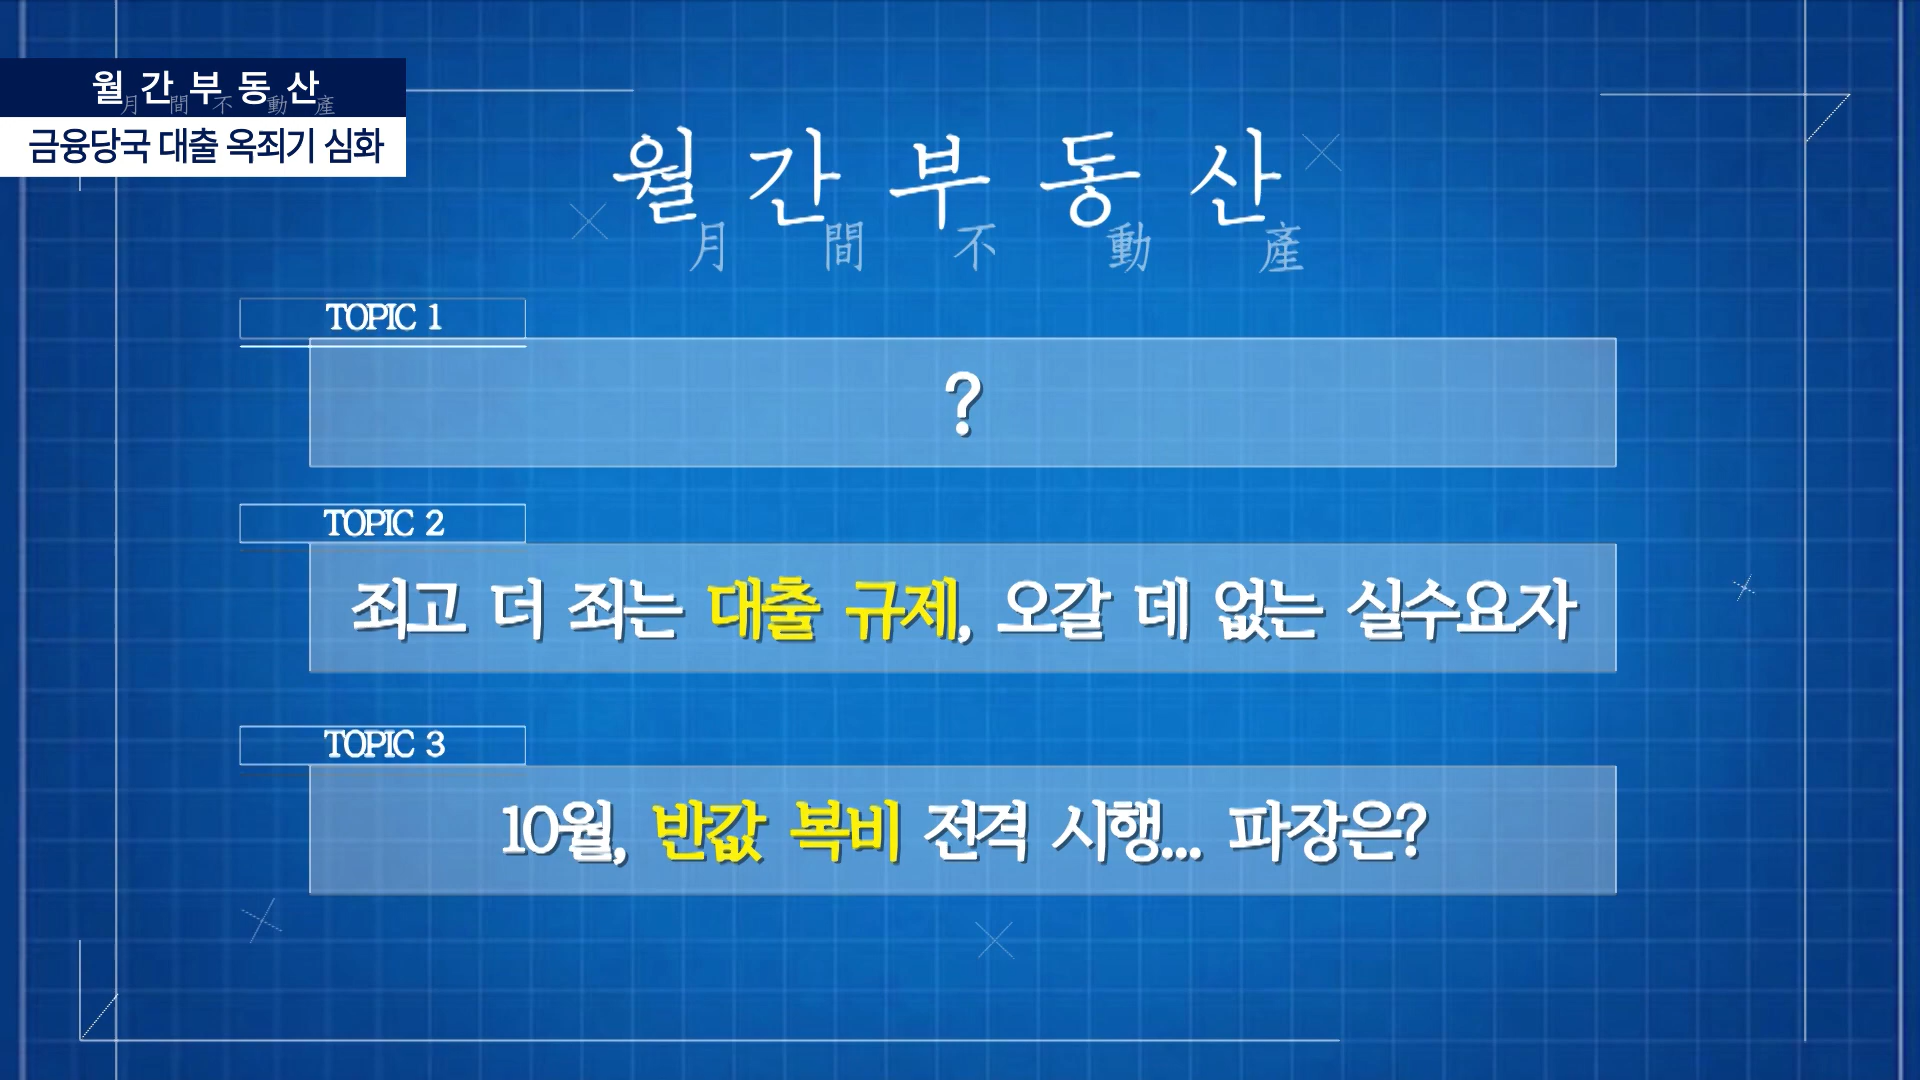 월간부동산
月間不動産
금융당국 대출 옥죄기 심화
월간부동산
月間不動産
TOPIC 1
?
TOPIC 2
죄고 더 죄는 대출 규제, 오갈 데 없는 실수요자
TOPIC 3
10월, 반값 복비 전격 시행... 파장은?